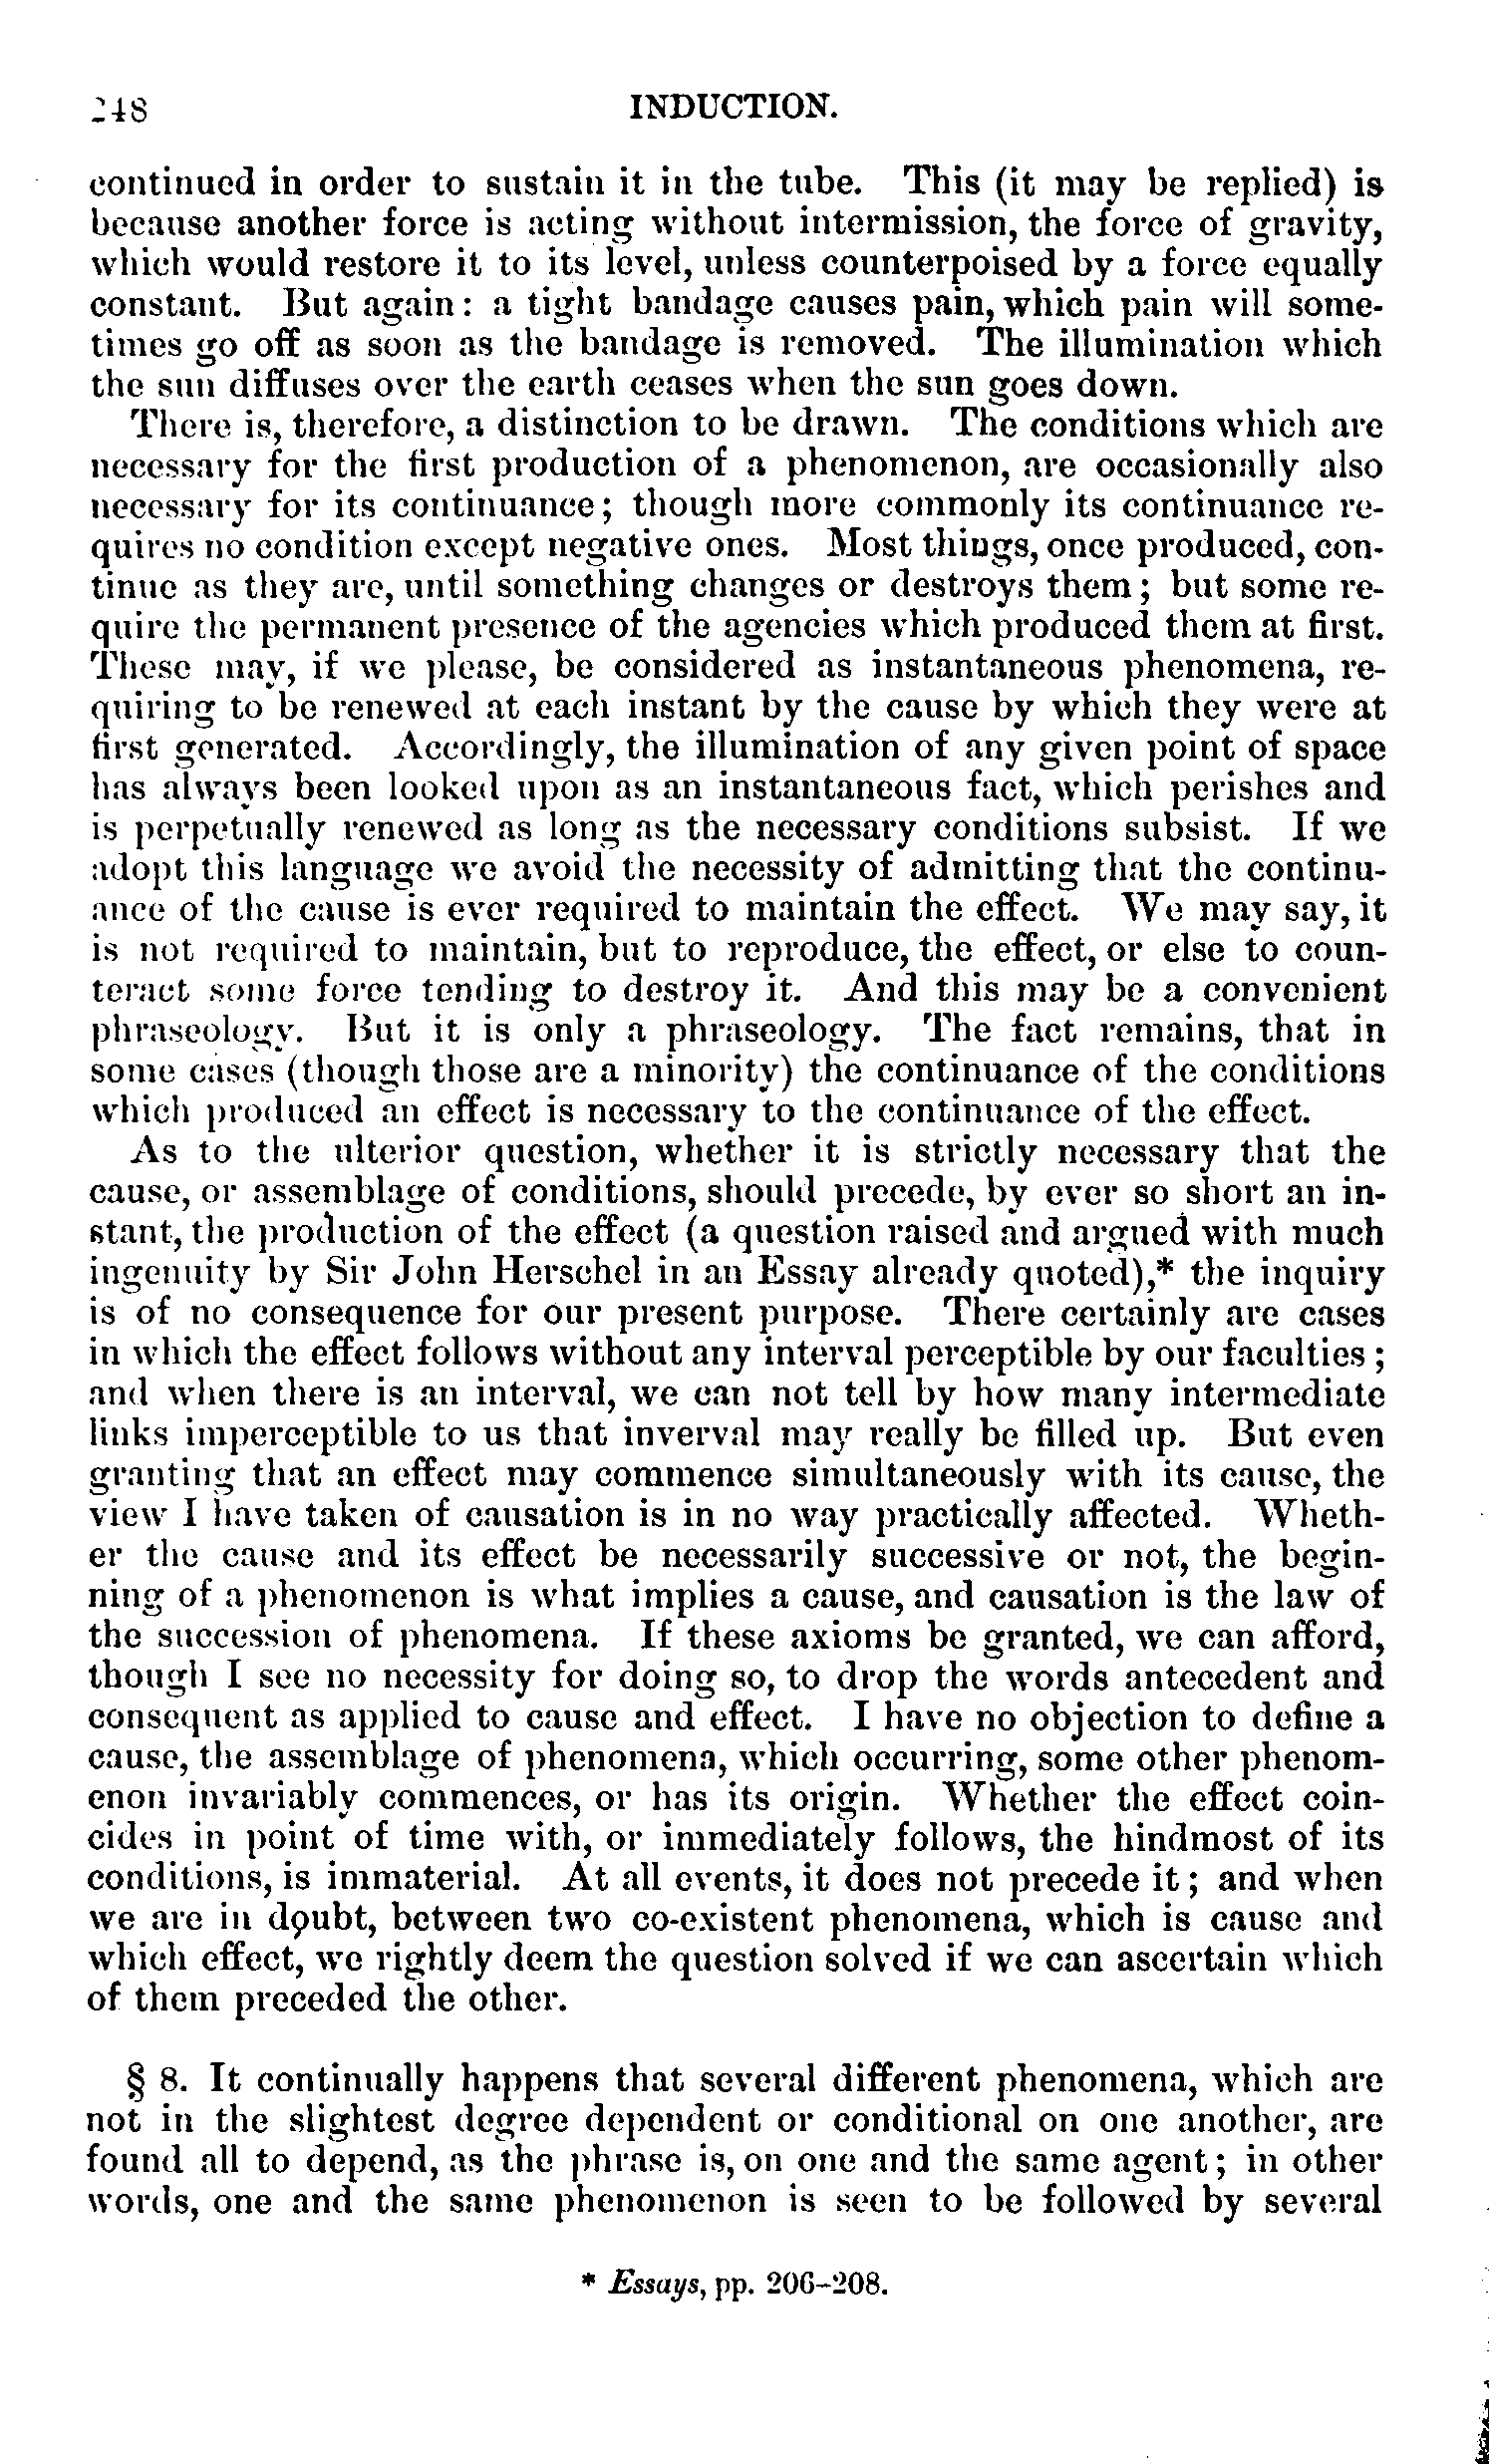 248
INDUCTION.
continued in order to sustain it in the tube. This (it may be replied) is
because another force is acting without intermission, the force of gravity,
which would restore it to its level, unless counterpoised by a force equally
constant. But again: a tight bandage causes pain, which pain will some-
times go off as soon as the bandage is removed. The illumination which
the sun diffuses over the earth ceases when the sun goes down.
There is, therefore, a distinction to be drawn. The conditions which are
necessary for the first production of a phenomenon, are occasionally also
necessary for its continuance; though more commonly its continuance re-
quires no condition except negative ones. Most things, once produced, con-
tinue as they are, until something changes or destroys them; but some re-
quire the permanent presence of the agencies which produced them at first.
These may, if we please, be considered as instantaneous phenomena, re-
quiring to be renewed at each instant by the cause by which they were at
first generated. Accordingly, the illumination of any given point of space
has always been looked upon as an instantaneous fact, which perishes and
is perpetually renewed as long as the necessary conditions subsist. If we
adopt this language we avoid the necessity of admitting that the continu-
ance of the cause is ever required to maintain the effect. We may say, it
is not required to maintain, but to reproduce, the effect, or else to coun-
teract some force tending to destroy it. And this may be a convenient
phraseology. But it is only a phraseology. The fact remains, that in
some cases (though those are a minority) the continuance of the conditions
which produced an effect is necessary to the continuance of the effect.
As to the ulterior question, whether it is strictly necessary that the
cause, or assemblage of conditions, should precede, by ever so short an in-
stant, the production of the effect (a question raised and argued with much
ingenuity by Sir John Herschel in an Essay already quoted),* the inquiry
is of no consequence for our present purpose. There certainly are cases
in which the effect follows without any interval perceptible by our faculties;
and when there is an interval, we can not tell by how many intermediate
links imperceptible to us that inverval may really be filled up. But even
granting that an effect may commence simultaneously with its cause, the
view I have taken of causation is in no way practically affected. Wheth-
er the cause and its effect be necessarily successive or not, the begin-
ning of a phenomenon is what implies a cause, and causation is the law of
the succession of phenomena. If these axioms be granted, we can afford,
though I see no necessity for doing so, to drop the words antecedent and
consequent as applied to cause and effect. I have no objection to define a
cause, the assemblage of phenomena, which occurring, some other phenom-
enon invariably commences, or has its origin. Whether the effect coin-
cides in point of time with, or immediately follows, the hindmost of its
conditions, is immaterial. At all events, it does not precede it; and when
we are in doubt, between two co-existent phenomena, which is cause and
which effect, we rightly deem the question solved if we can ascertain which
of them preceded the other.
§ 8. It continually happens that several different phenomena, which are
not in the slightest degree dependent or conditional on one another, are
found all to depend, as the phrase is, on one and the same agent; in other
words, one and the same phenomenon is seen to be followed by several
* Essays, pp. 206-208.